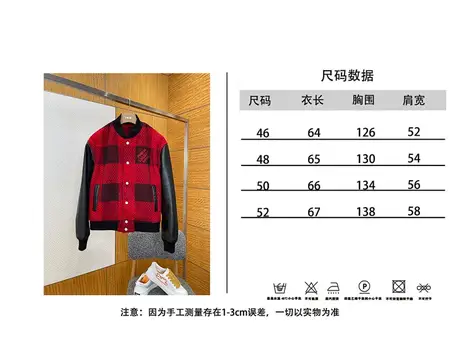 尺码数据
尺码 衣长 胸围 肩宽
46 64 126 52
48 65 130 54
50 66 134 56
52 67 138 58
注意：因为手工测量存在1-3cm误差，一切以实物为准